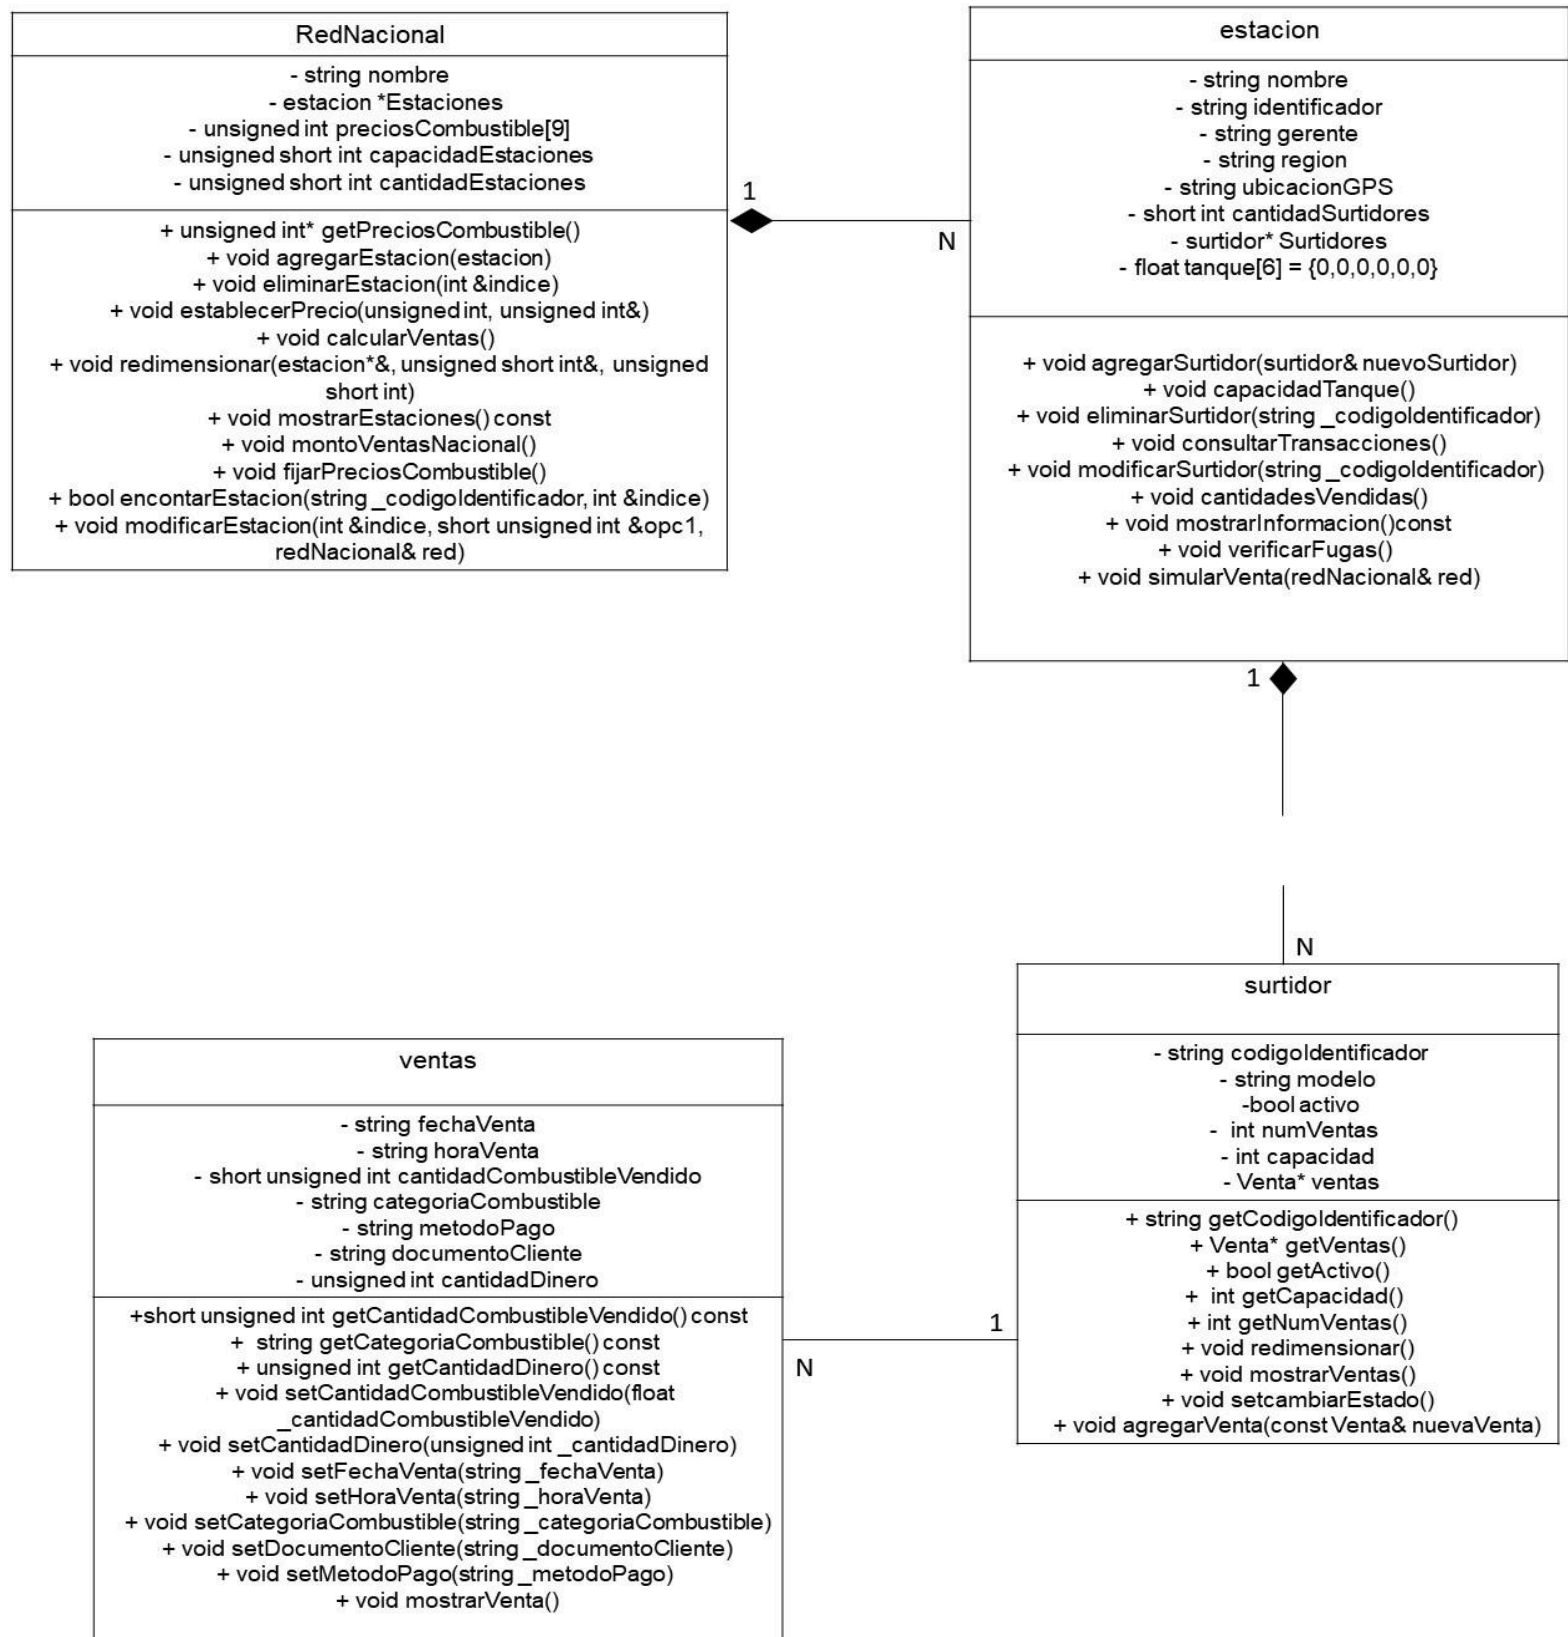 RedNacional
- string nombre
- estacion *Estaciones
- unsigned int preciosCombustible[9]
- unsigned short int capacidadEstaciones
- unsigned short int cantidadEstaciones
+ unsigned int* getPreciosCombustible()
+ void agregarEstacion(estacion)
+ void eliminarEstacion(int &indice)
+ void establecerPrecio(unsigned int, unsigned int&)
+ void calcularVentas()
+ void redimensionar(estacion*&, unsigned short int&, unsigned
short int)
+ void mostrarEstaciones() const
+ void montoVentasNacional()
+ void fijarPreciosCombustible()
+ bool encontarEstacion(string _codigoIdentificador, int &indice)
+ void modificarEstacion(int &indice, short unsigned int &opc1,
redNacional& red)
1
N
estacion
- string nombre
- string identificador
- string gerente
- string region
- string ubicacionGPS
- short int cantidadSurtidores
- surtidor* Surtidores
- float tanque[6] = {0,0,0,0,0,0}
+ void agregarSurtidor(surtidor& nuevoSurtidor)
+ void capacidadTanque()
+ void eliminarSurtidor(string _codigoIdentificador)
+ void consultarTransacciones()
+ void modificarSurtidor(string _codigoIdentificador)
+ void cantidadesVendidas()
+ void mostrarInformacion()const
+ void verificarFugas()
+ void simularVenta(redNacional& red)
1
N
surtidor
- string codigoIdentificador
- string modelo
-bool activo
- int numVentas
- int capacidad
- Venta* ventas
+ string getCodigoIdentificador()
+ Venta* getVentas()
+ bool getActivo()
+ int getCapacidad()
+ int getNumVentas()
+ void redimensionar()
+ void mostrarVentas()
+ void setcambiarEstado()
+ void agregarVenta(const Venta& nuevaVenta)
1
N
ventas
- string fechaVenta
- string horaVenta
- short unsigned int cantidadCombustibleVendido
- string categoriaCombustible
- string metodoPago
- string documentoCliente
- unsigned int cantidadDinero
+short unsigned int getCantidadCombustibleVendido() const
+ string getCategoriaCombustible() const
+ unsigned int getCantidadDinero() const
+ void setCantidadCombustibleVendido(float
_cantidadCombustibleVendido)
+ void setCantidadDinero(unsigned int _cantidadDinero)
+ void setFechaVenta(string _fechaVenta)
+ void setHoraVenta(string _horaVenta)
+ void setCategoriaCombustible(string _categoriaCombustible)
+ void setDocumentoCliente(string _documentoCliente)
+ void setMetodoPago(string _metodoPago)
+ void mostrarVenta()